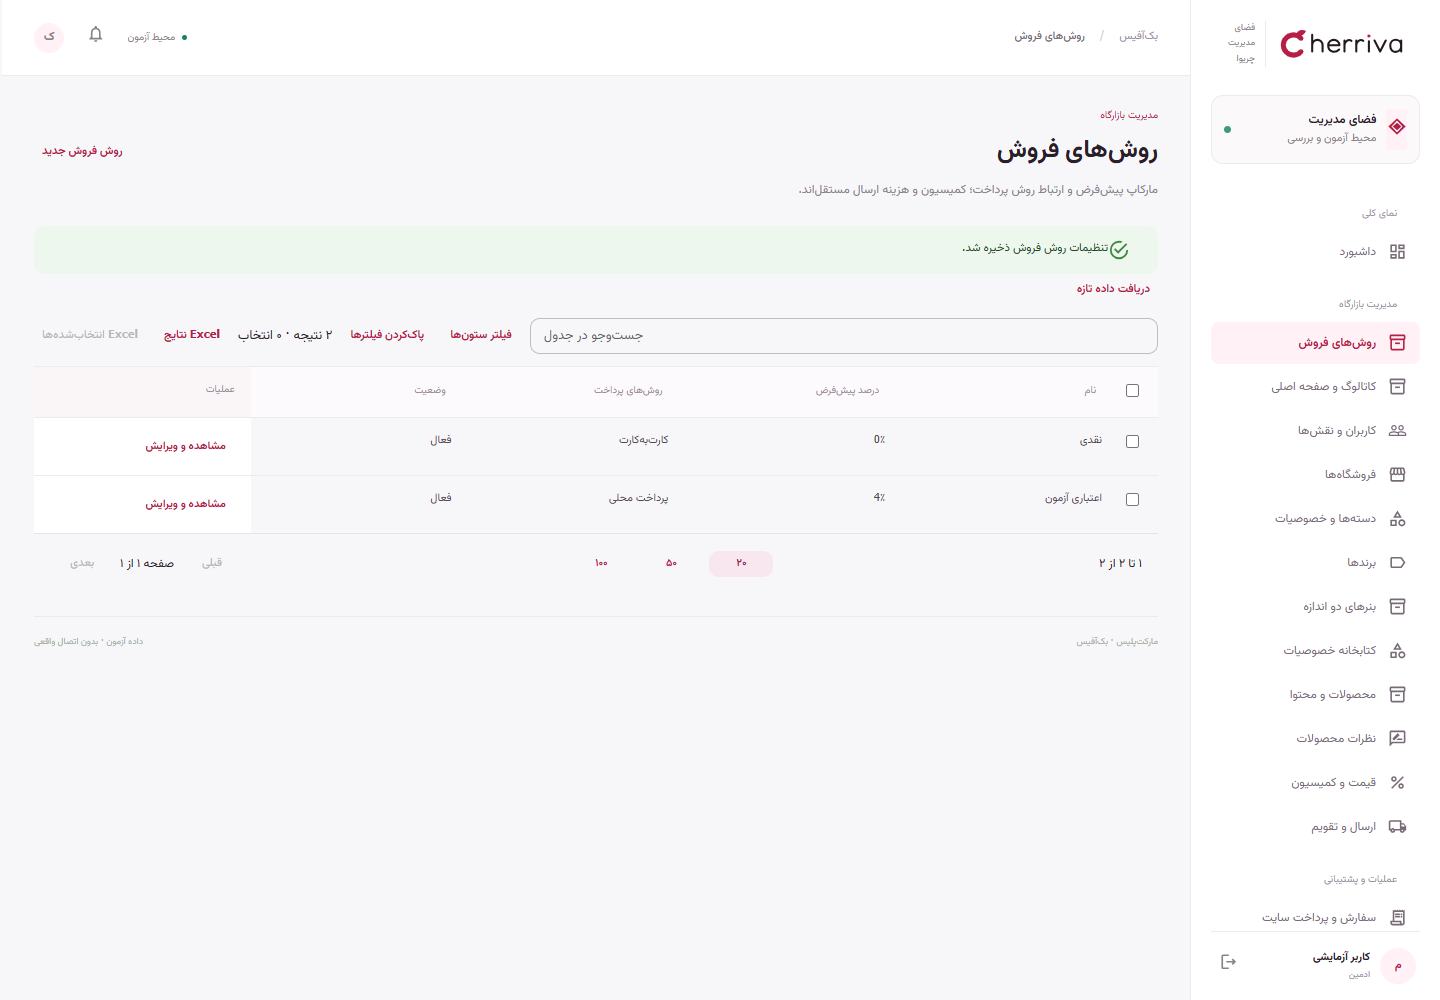 herriva
فضای
مدیریت
چریوا
فضای مدیریت
محیط آزمون و بررسی
نمای کلی
داشبورد
مدیریت بازارگاه
روش‌های فروش
کاتالوگ و صفحه اصلی
کاربران و نقش‌ها
فروشگاه‌ها
دسته‌ها و خصوصیات
برندها
بنرهای دو اندازه
کتابخانه خصوصیات
محصولات و محتوا
نظرات محصولات
قیمت و کمیسیون
ارسال و تقویم
عملیات و پشتیبانی
سفارش و پرداخت سایت
م
کاربر آزمایشی
ادمین
بک‌آفیس / روش‌های فروش
محیط آزمون
ک
مدیریت بازارگاه
روش‌های فروش
روش فروش جدید
مارکاپ پیش‌فرض و ارتباط روش پرداخت؛ کمیسیون و هزینه ارسال مستقل‌اند.
تنظیمات روش فروش ذخیره شد.
دریافت داده تازه
جست‌وجو در جدول
فیلتر ستون‌ها
پاک‌کردن فیلترها
۲ نتیجه · ۰ انتخاب
Excel نتایج
Excel انتخاب‌شده‌ها
نام درصد پیش‌فرض روش‌های پرداخت وضعیت عملیات
نقدی 0٪ کارت‌به‌کارت فعال مشاهده و ویرایش
اعتباری آزمون 4٪ پرداخت محلی فعال مشاهده و ویرایش
۱ تا ۲ از ۲
۲۰ ۵۰ ۱۰۰
قبلی صفحه ۱ از ۱ بعدی
مارکت‌پلیس · بک‌آفیس
داده آزمون · بدون اتصال واقعی